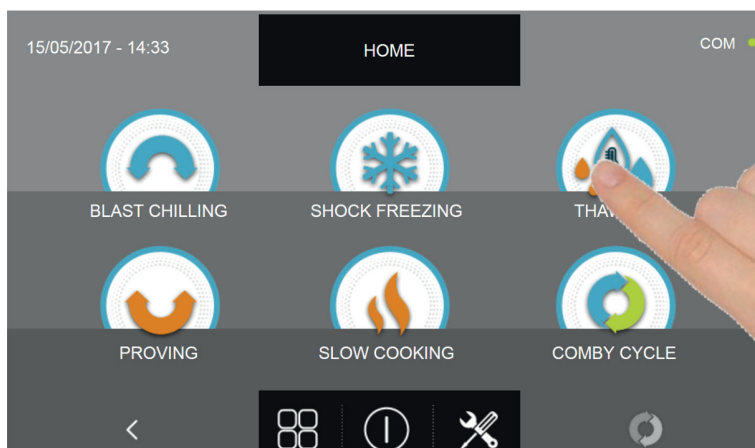 15/05/2017 - 14:33
HOME
COM
BLAST CHILLING
SHOCK FREEZING
PROVING
SLOW COOKING
COMBY CYCLE